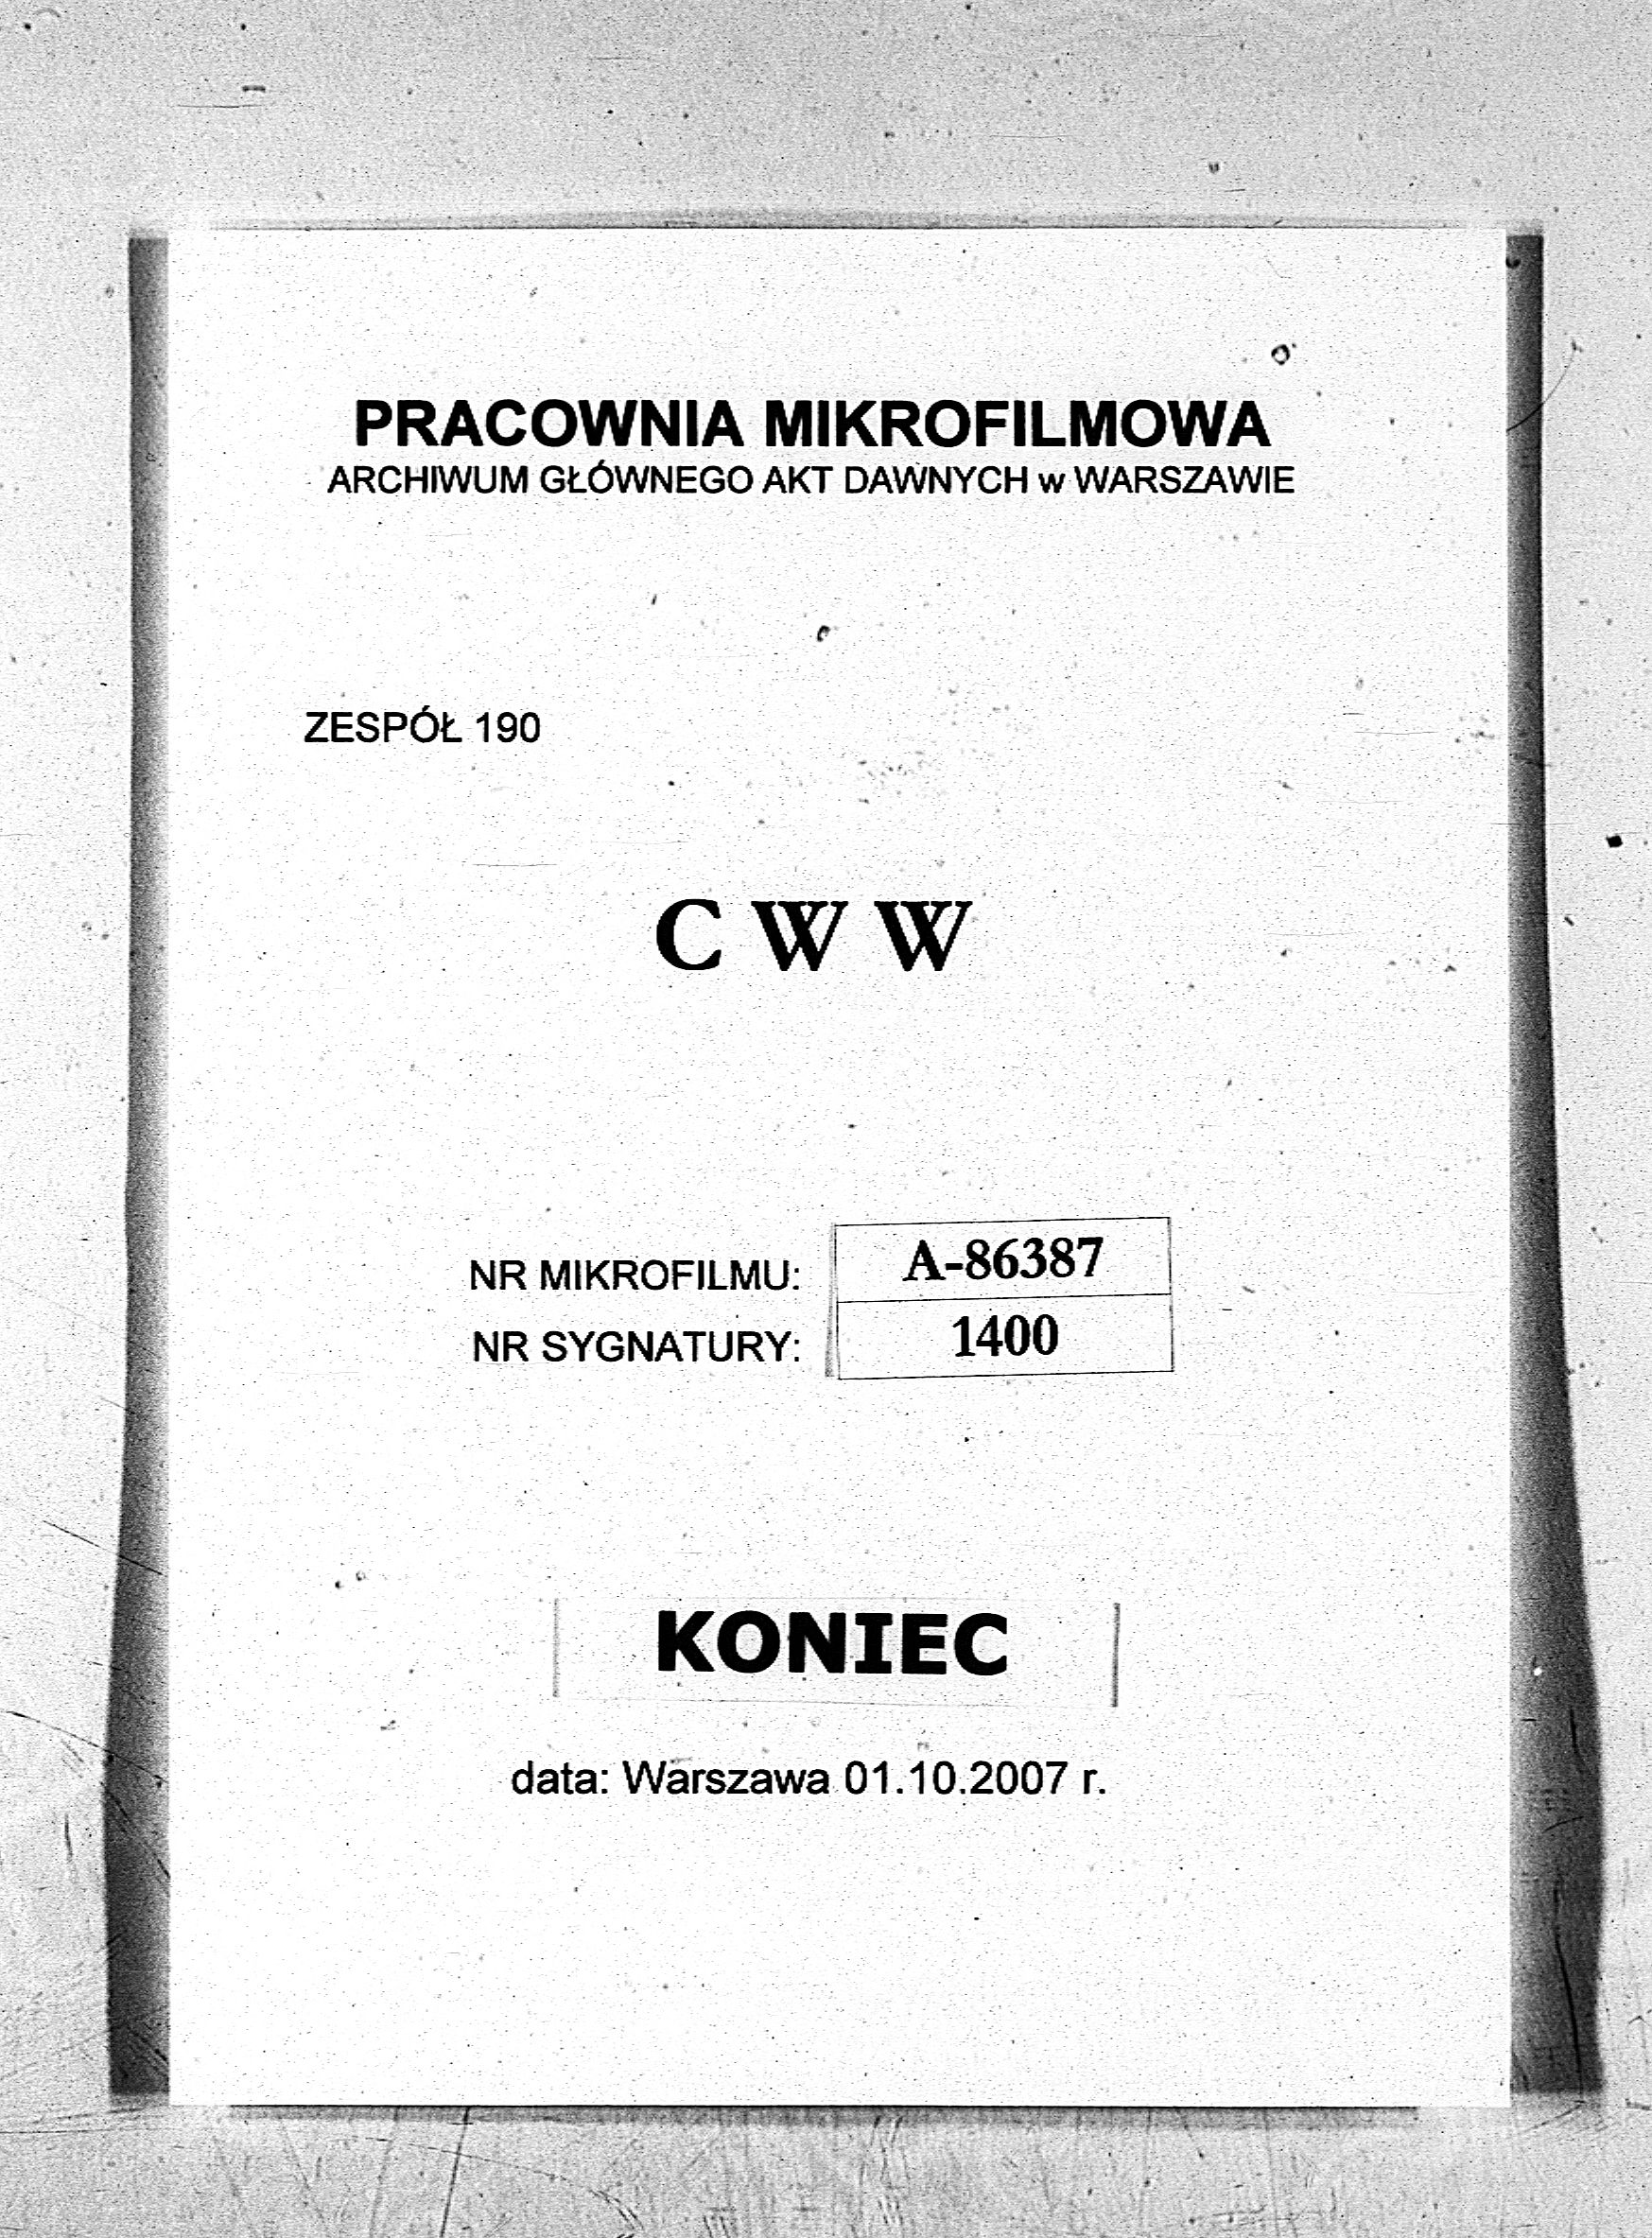 PRACOWNIA MIKROFILMOWA
ARCHIWUM GŁÓWNEGO AKT DAWNYCH w WARSZAWIE
ZESPÓŁ 190
C W W
NR MIKROFILMU: A-86387
NR SYGNATURY: 1400
KONIEC
data: Warszawa 01.10.2007 r.